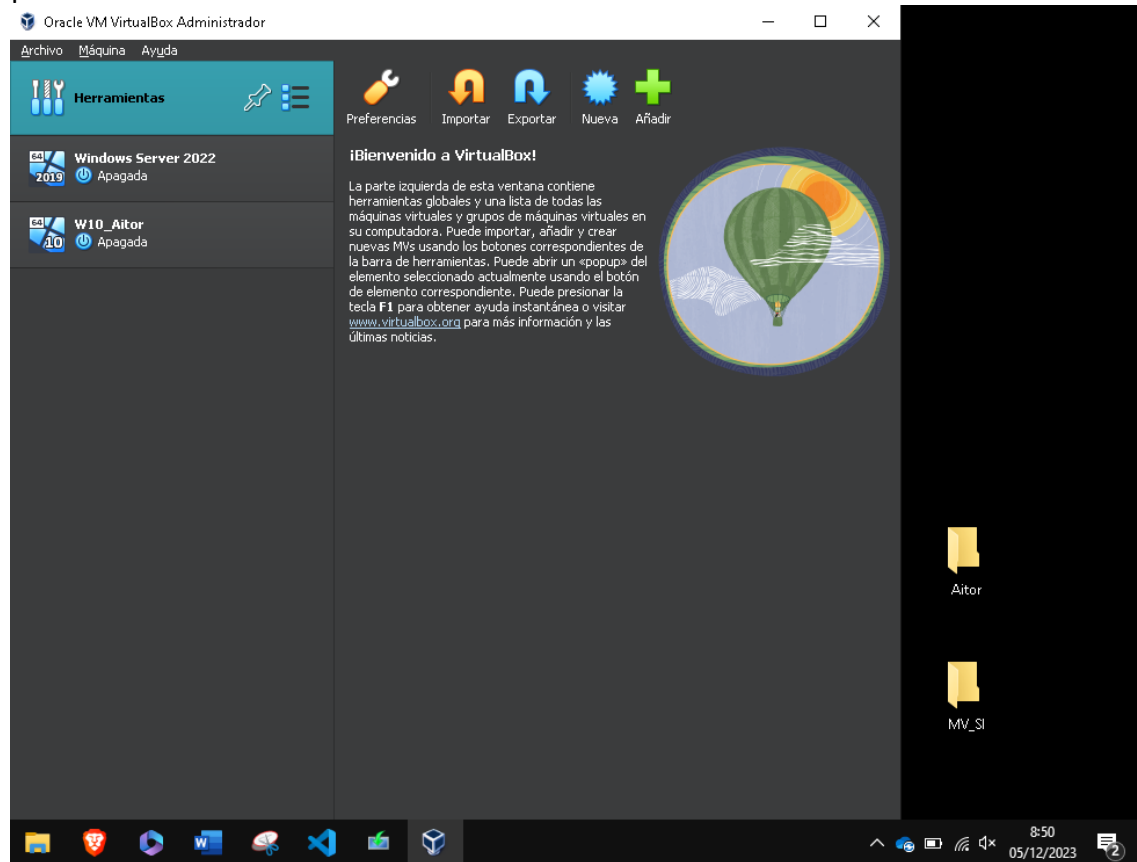 Oracle VM VirtualBox Administrador
Archivo Máquina Ayuda
Herramientas
Preferencias Importar Exportar Nueva Añadir
64
2019
Windows Server 2022
Apagada
64
10
W10_Aitor
Apagada
¡Bienvenido a VirtualBox!
La parte izquierda de esta ventana contiene
herramientas globales y una lista de todas las
máquinas virtuales y grupos de máquinas virtuales en
su computadora. Puede importar, añadir y crear
nuevas MVs usando los botones correspondientes de
la barra de herramientas. Puede abrir un «popup» del
elemento seleccionado actualmente usando el botón
de elemento correspondiente. Puede presionar la
tecla F1 para obtener ayuda instantánea o visitar
www.virtualbox.org para más información y las
últimas noticias.
Aitor
MV_SI
W
8:50
05/12/2023
2